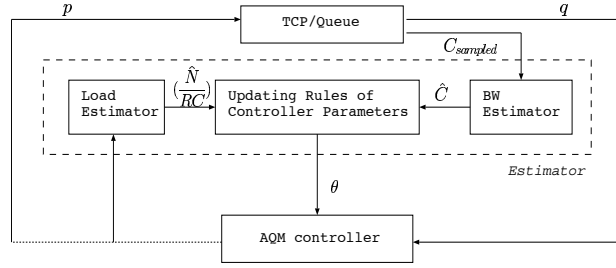 p
TCP/Queue
q
C_sampled
Load
Estimator
(N̂/RC)
Updating Rules of
Controller Parameters
Ĉ
BW
Estimator
Estimator
θ
AQM controller